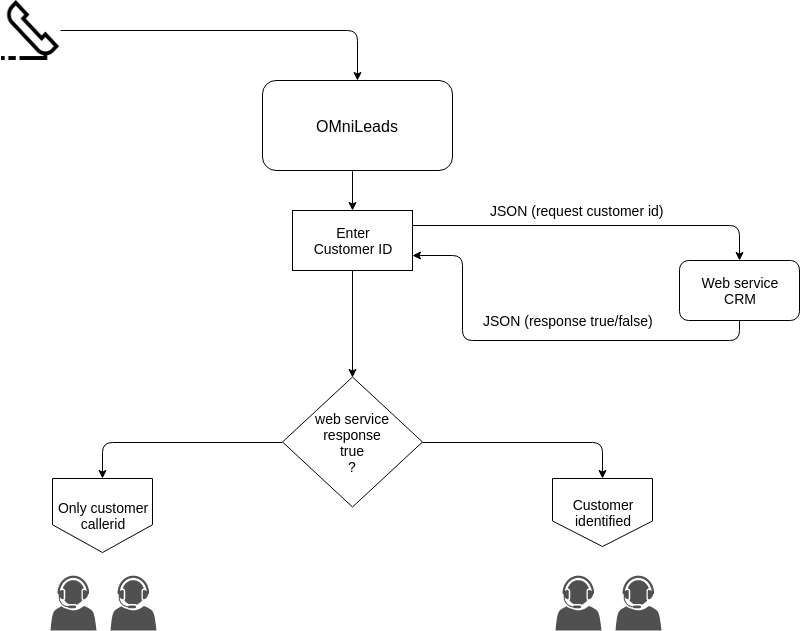 OMniLeads
Enter
Customer ID
JSON (request customer id)
Web service
CRM
JSON (response true/false)
web service
response
true
?
Only customer
callerid
Customer
identified